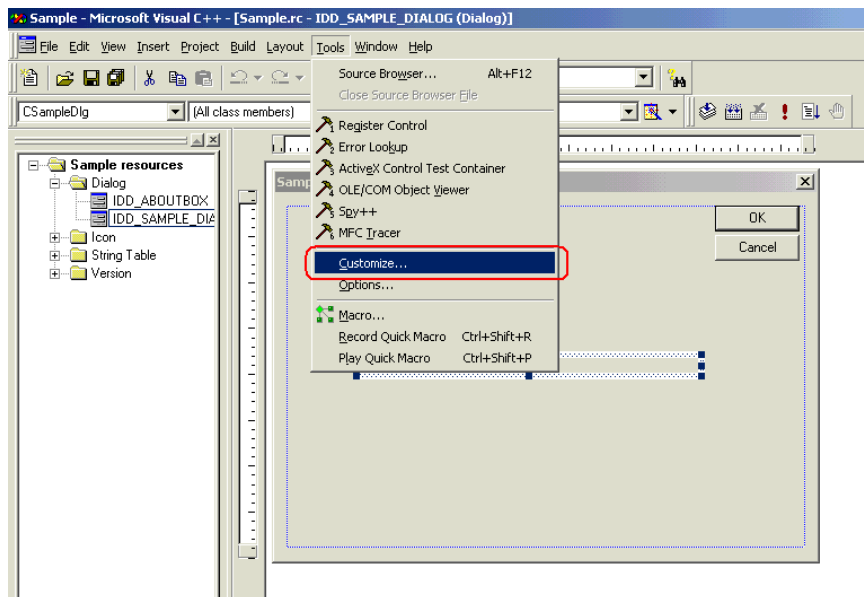 Sample - Microsoft Visual C++ - [Sample.rc - IDD_SAMPLE_DIALOG (Dialog)]
File Edit View Insert Project Build Layout Tools Window Help
CSampleDlg
(All class members)
Source Browser... Alt+F12
Close Source Browser File
Register Control
Error Lookup
ActiveX Control Test Container
OLE/COM Object Viewer
Spy++
MFC Tracer
Customize...
Options...
Macro...
Record Quick Macro Ctrl+Shift+R
Play Quick Macro Ctrl+Shift+P
Sample resources
Dialog
IDD_ABOUTBOX
IDD_SAMPLE_DIA
Icon
String Table
Version
Samp
OK
Cancel